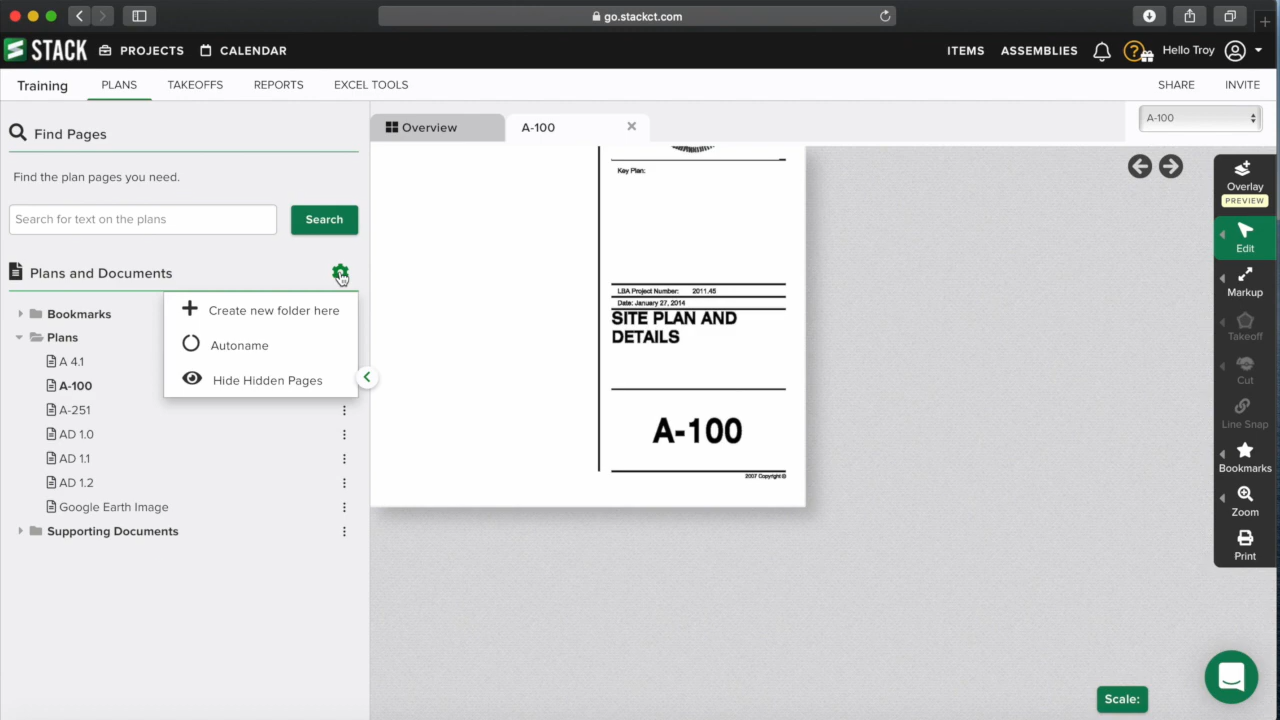 go.stackct.com
STACK
PROJECTS
CALENDAR
ITEMS
ASSEMBLIES
?
Hello Troy
Training
PLANS
TAKEOFFS
REPORTS
EXCEL TOOLS
SHARE
INVITE
Find Pages
Find the plan pages you need.
Search for text on the plans
Search
Plans and Documents
Create new folder here
Autoname
Hide Hidden Pages
Bookmarks
Plans
A 4.1
A-100
A-251
AD 1.0
AD 1.1
AD 1.2
Google Earth Image
Supporting Documents
Overview
A-100
A-100
Key Plan:
LBA Project Number: 2011.45
Date: January 27, 2014
SITE PLAN AND
DETAILS
A-100
2007 Copyright ©
Overlay
PREVIEW
Edit
Markup
Takeoff
Cut
Line Snap
Bookmarks
Zoom
Print
Scale: